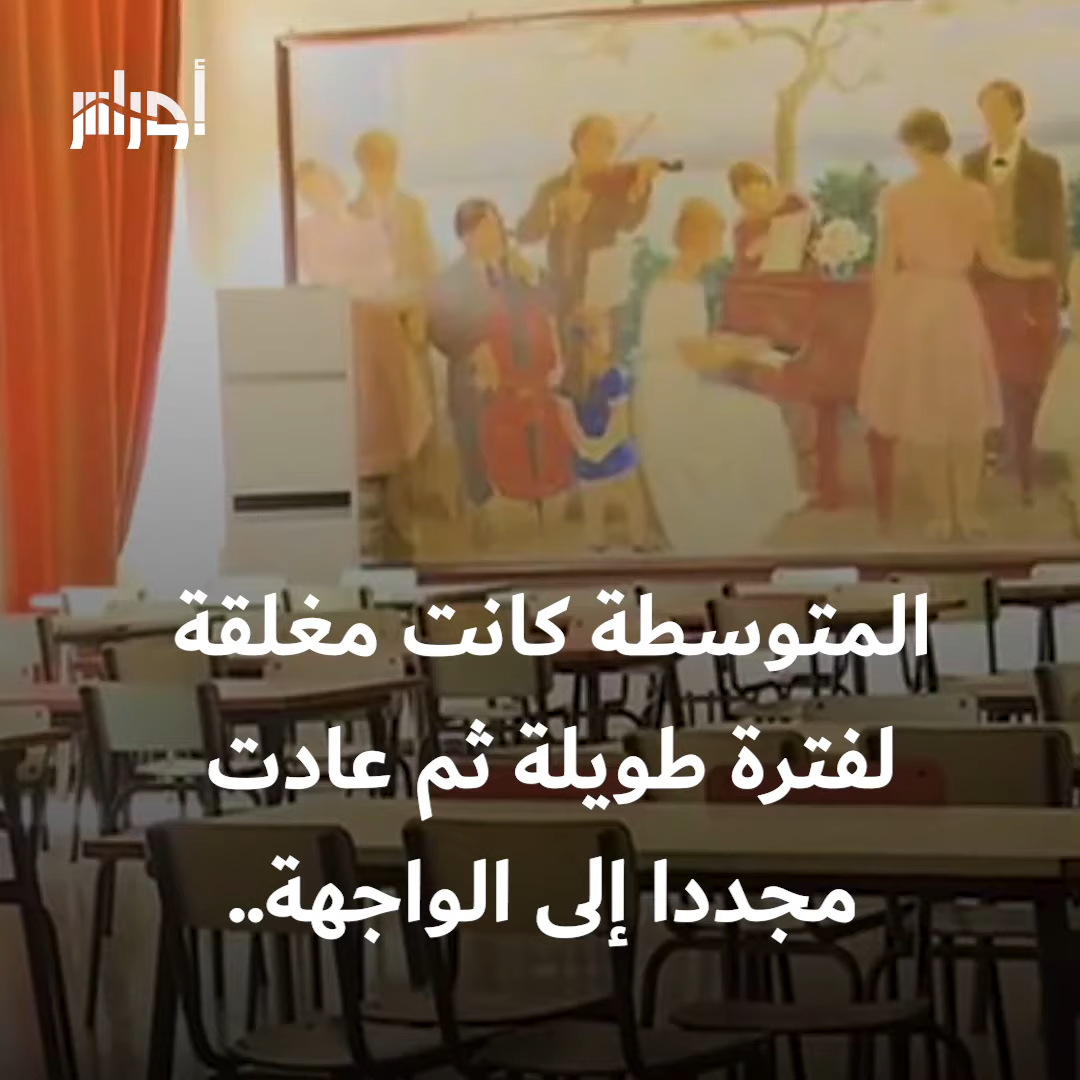 أوراس
المتوسطة كانت مغلقة
لفترة طويلة ثم عادت
مجددا إلى الواجهة..